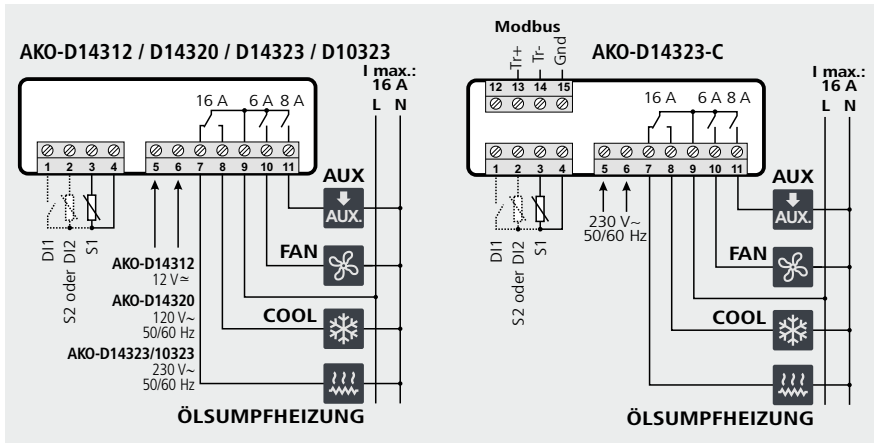 AKO-D14312 / D14320 / D14323 / D10323
I max.:
16 A
L N
16 A 6 A 8 A
1 2 3 4 5 6 7 8 9 10 11
DI1
S2 oder DI2
S1
AKO-D14312
12 V≂
AKO-D14320
120 V~
50/60 Hz
AKO-D14323/10323
230 V~
50/60 Hz
AUX
AUX.
FAN
COOL
ÖLSUMPFHEIZUNG
Modbus
Tr+
Tr-
Gnd
AKO-D14323-C
I max.:
16 A
L N
12 13 14 15
16 A 6 A 8 A
1 2 3 4 5 6 7 8 9 10 11
DI1
S2 oder DI2
S1
230 V~
50/60 Hz
AUX
AUX.
FAN
COOL
ÖLSUMPFHEIZUNG